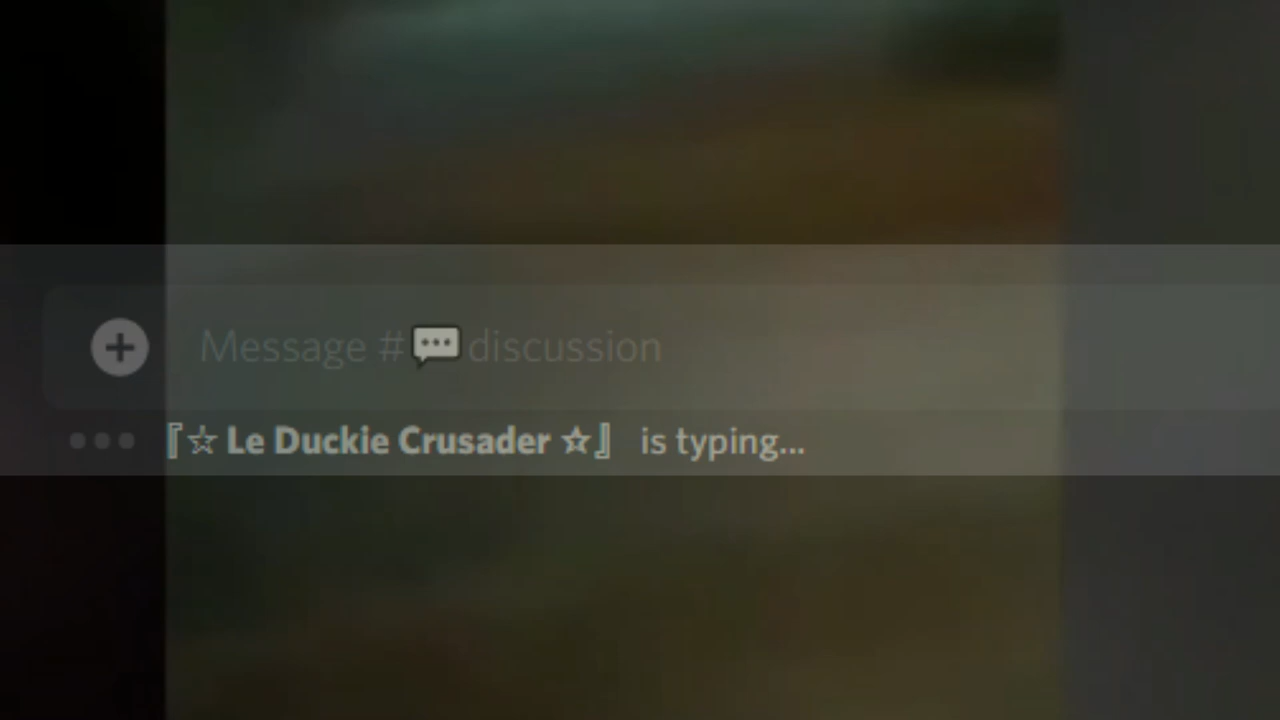 Message #💬discussion
『☆ Le Duckie Crusader ☆』 is typing...